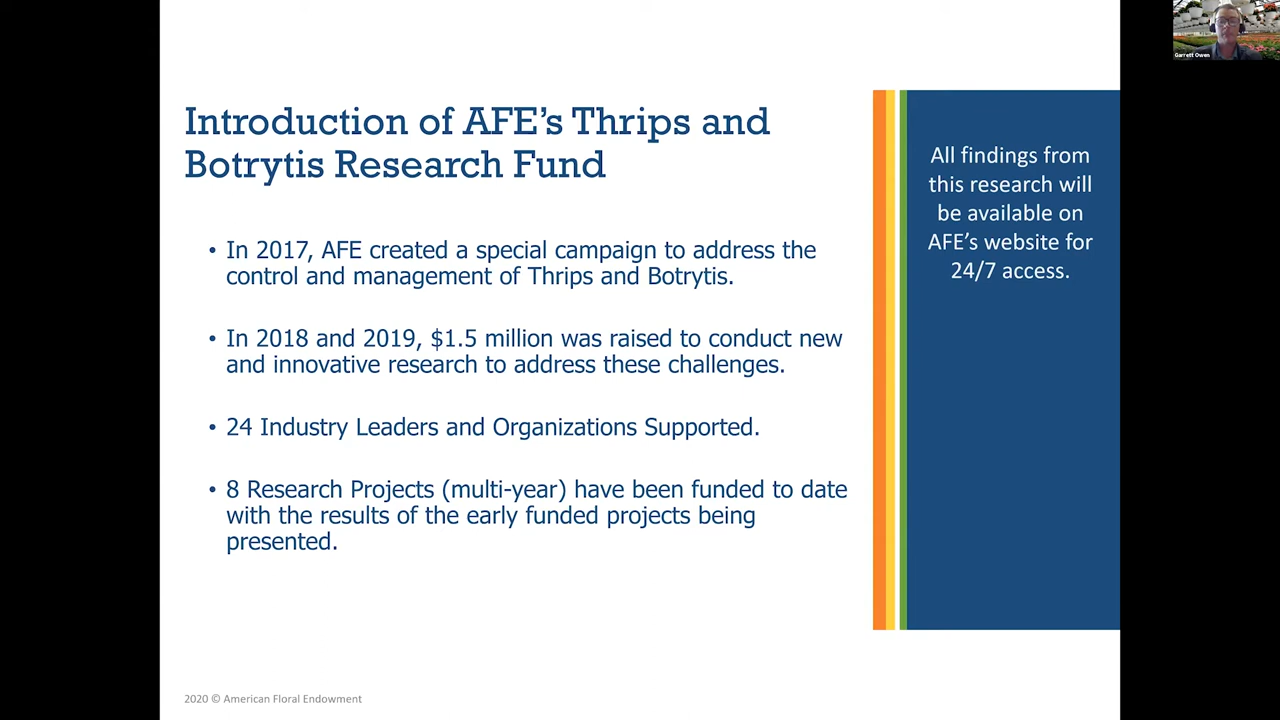 Introduction of AFE's Thrips and
Botrytis Research Fund
• In 2017, AFE created a special campaign to address the
control and management of Thrips and Botrytis.
• In 2018 and 2019, $1.5 million was raised to conduct new
and innovative research to address these challenges.
• 24 Industry Leaders and Organizations Supported.
• 8 Research Projects (multi-year) have been funded to date
with the results of the early funded projects being
presented.
All findings from
this research will
be available on
AFE's website for
24/7 access.
Garrett Owen
2020 © American Floral Endowment